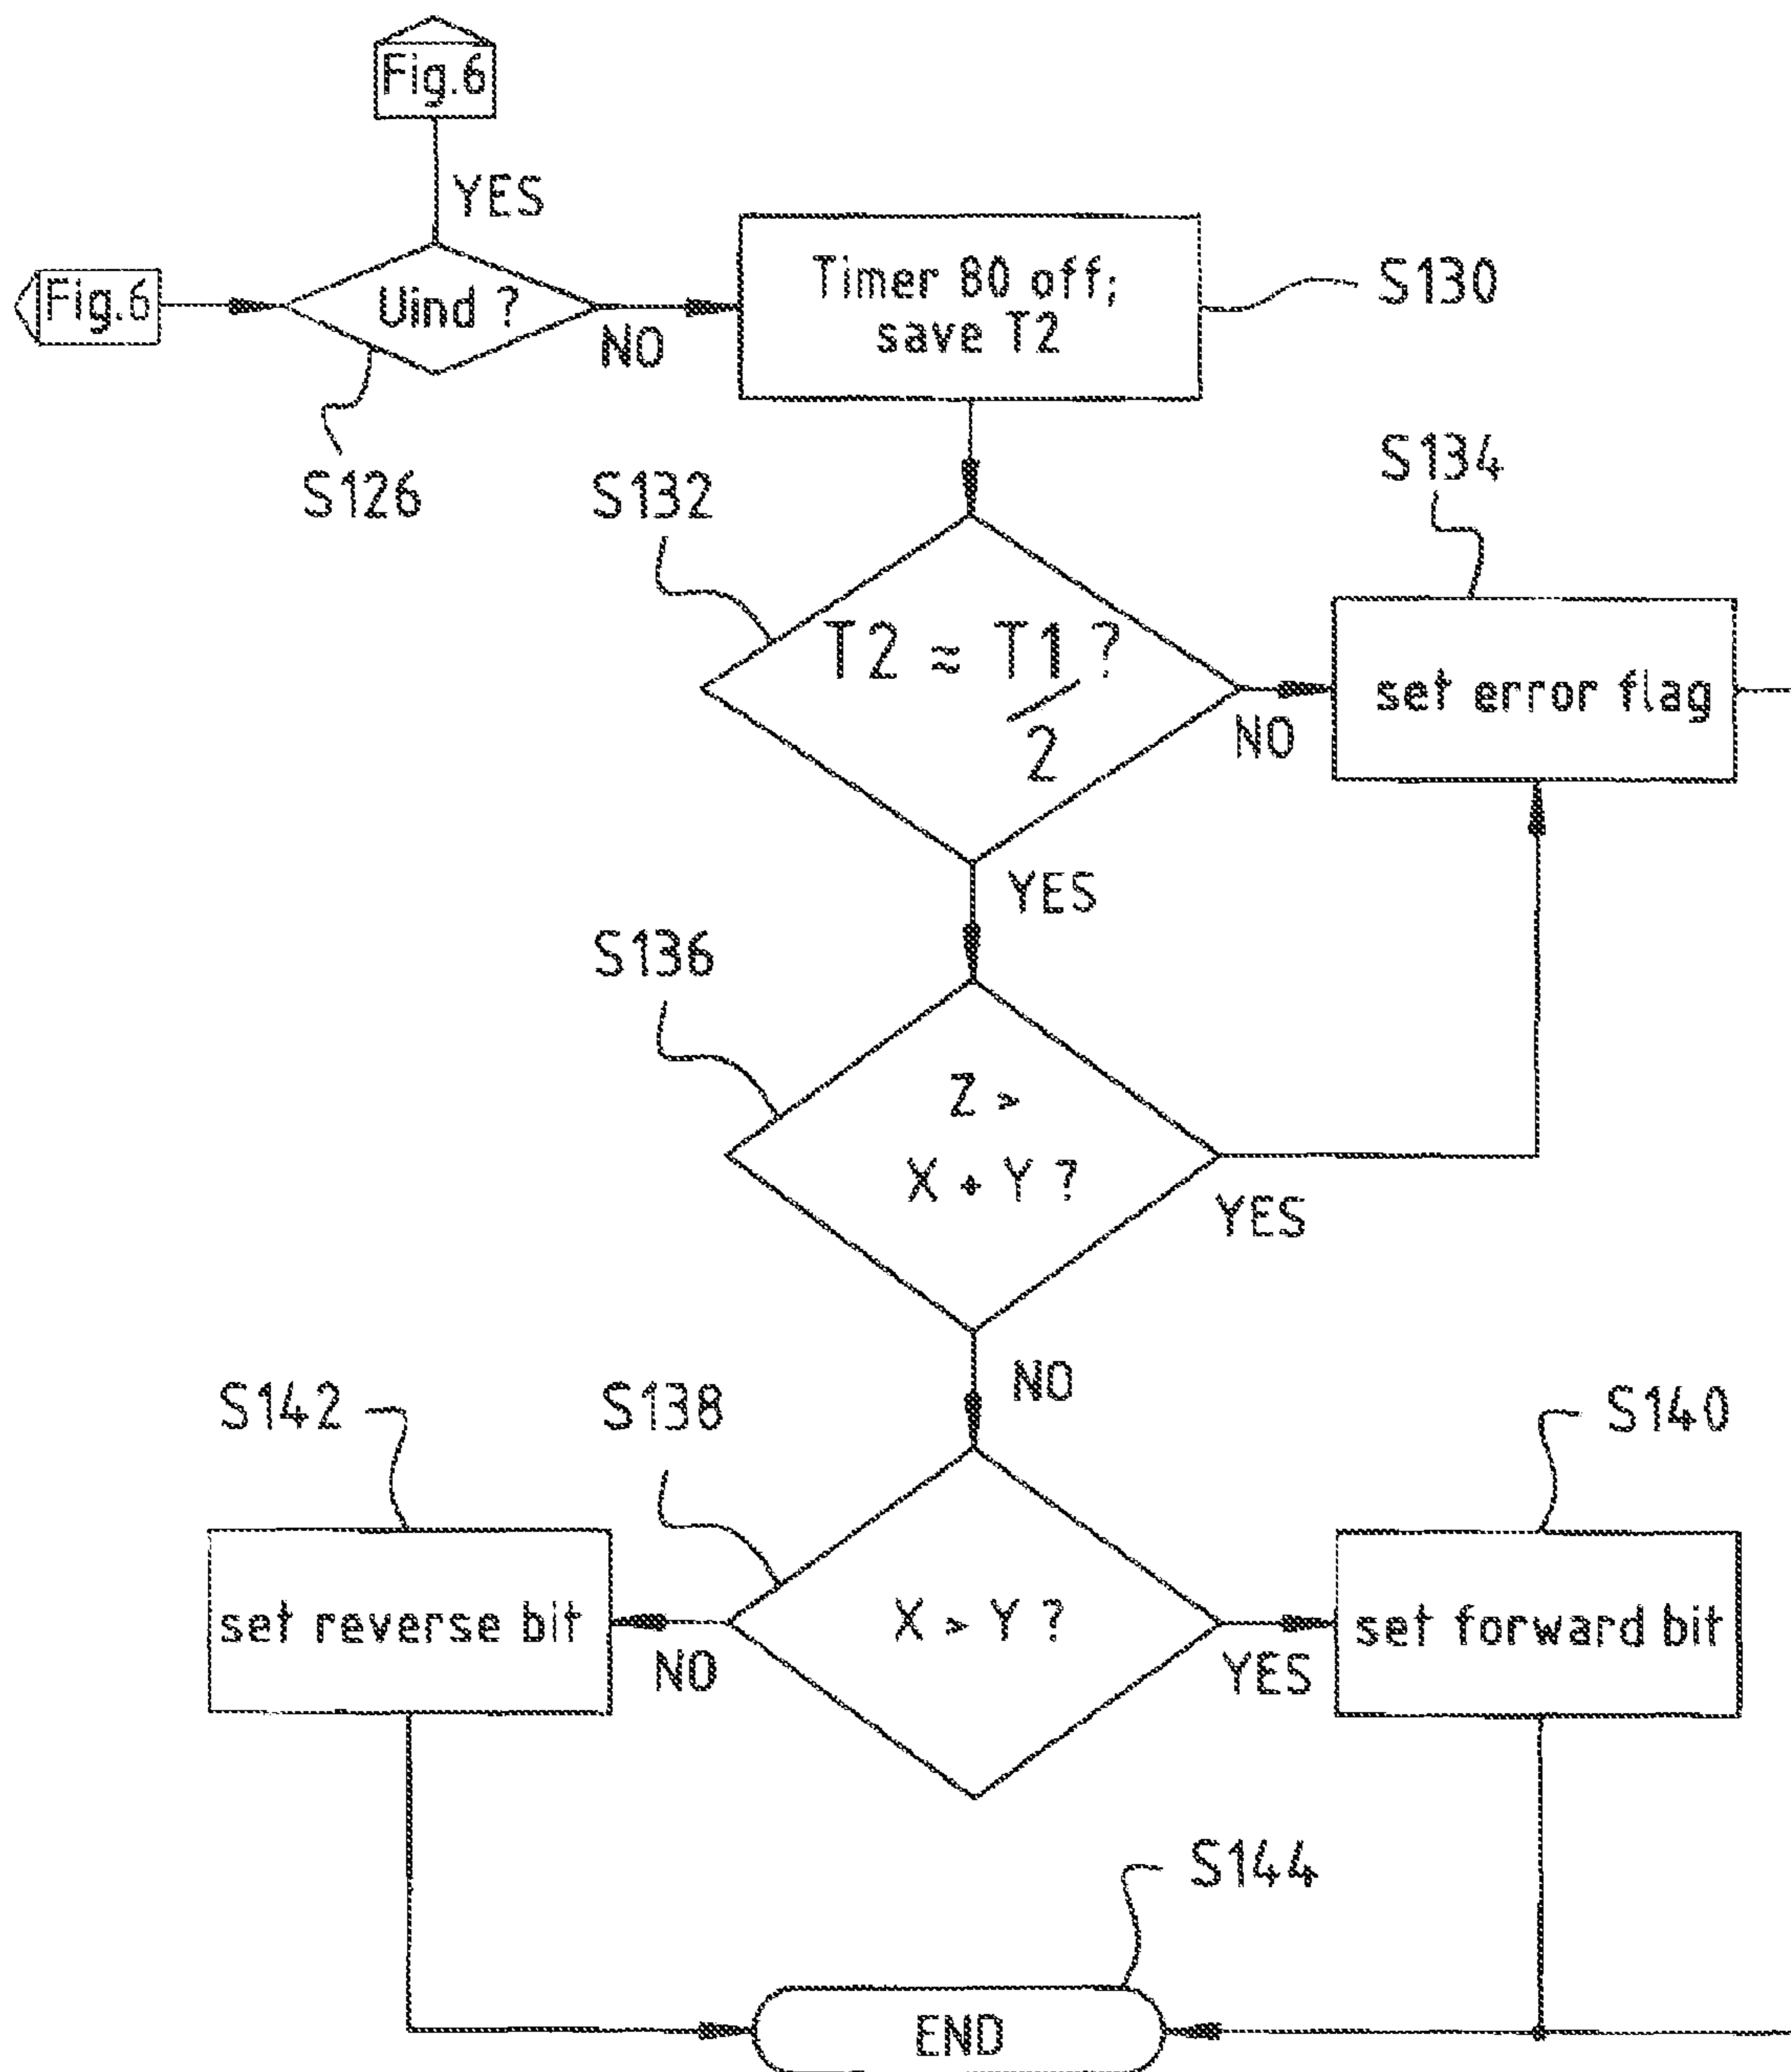 Fig.6
YES
Fig.6
Uind ?
NO
Timer 80 off;
save T2
S130
S126
S132
S134
T2 ≈ T1 ?
2
NO
set error flag
YES
S136
Z >
X + Y ?
YES
NO
S142
S138
S140
set reverse bit
NO
X > Y ?
YES
set forward bit
S144
END